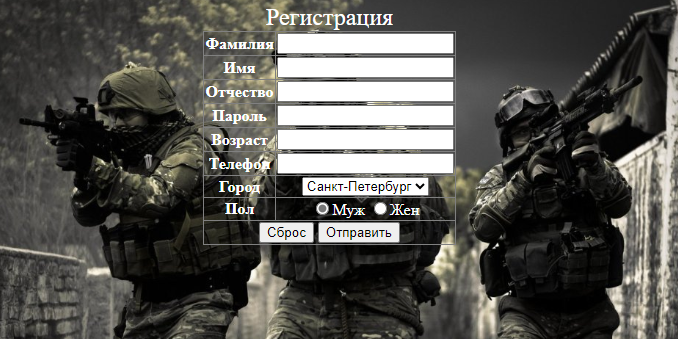 Регистрация
Фамилия
Имя
Отчество
Пароль
Возраст
Телефон
Город Санкт-Петербург
Пол Муж Жен
Сброс Отправить